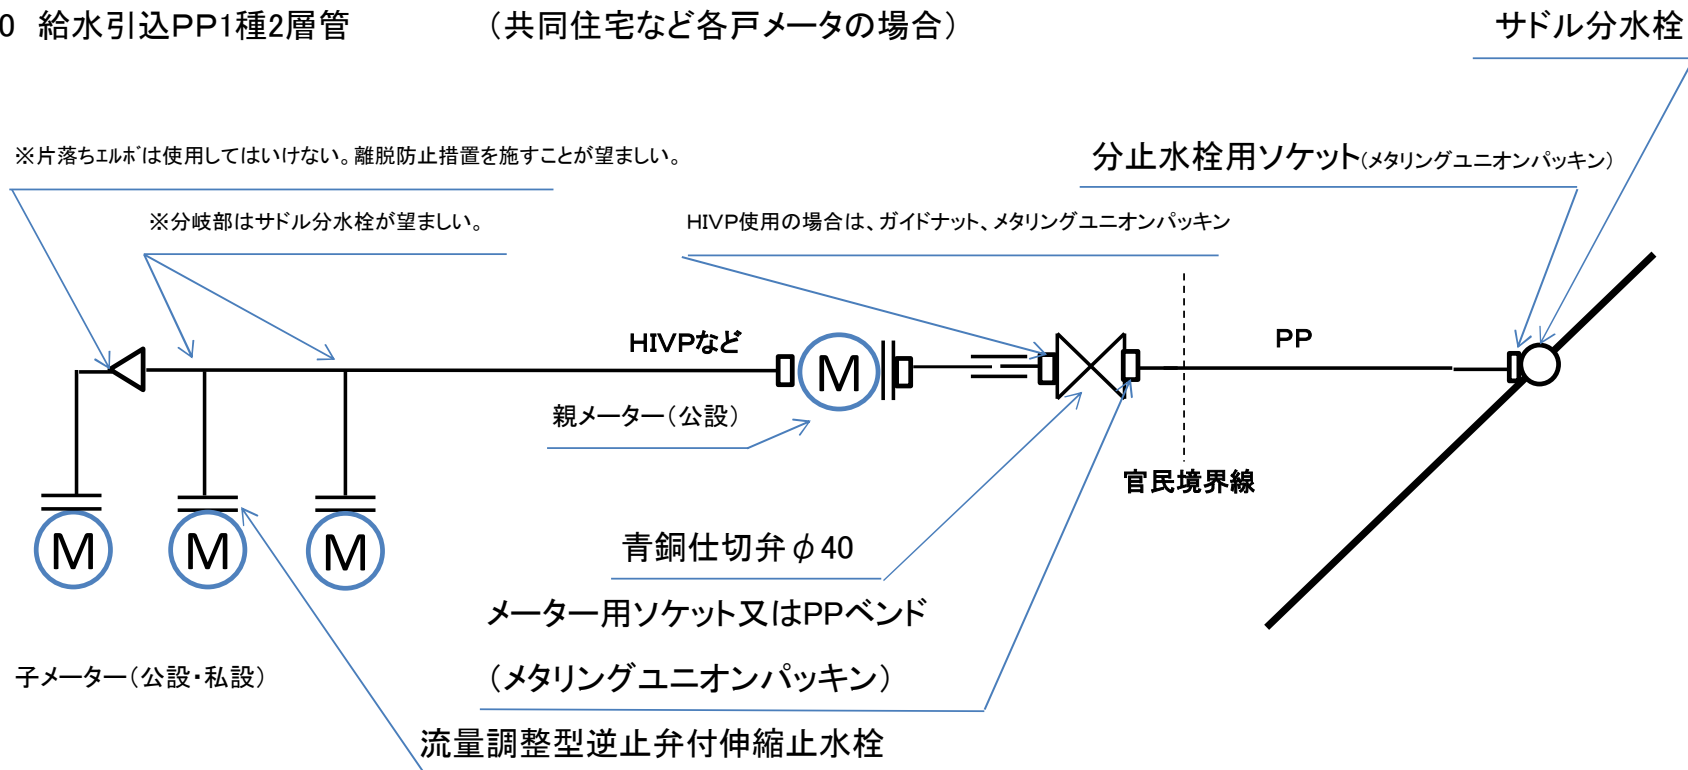 0 給水引込PP1種2層管 （共同住宅など各戸メータの場合）
サドル分水栓
※片落ちｴﾙﾎﾞは使用してはいけない。離脱防止措置を施すことが望ましい。
分止水栓用ソケット（メタリングユニオンパッキン）
※分岐部はサドル分水栓が望ましい。
HIVP使用の場合は、ガイドナット、メタリングユニオンパッキン
HIVPなど
PP
M
親メーター（公設）
官民境界線
M
M
M
青銅仕切弁φ40
メーター用ソケット又はPPベンド
（メタリングユニオンパッキン）
子メーター（公設・私設）
流量調整型逆止弁付伸縮止水栓